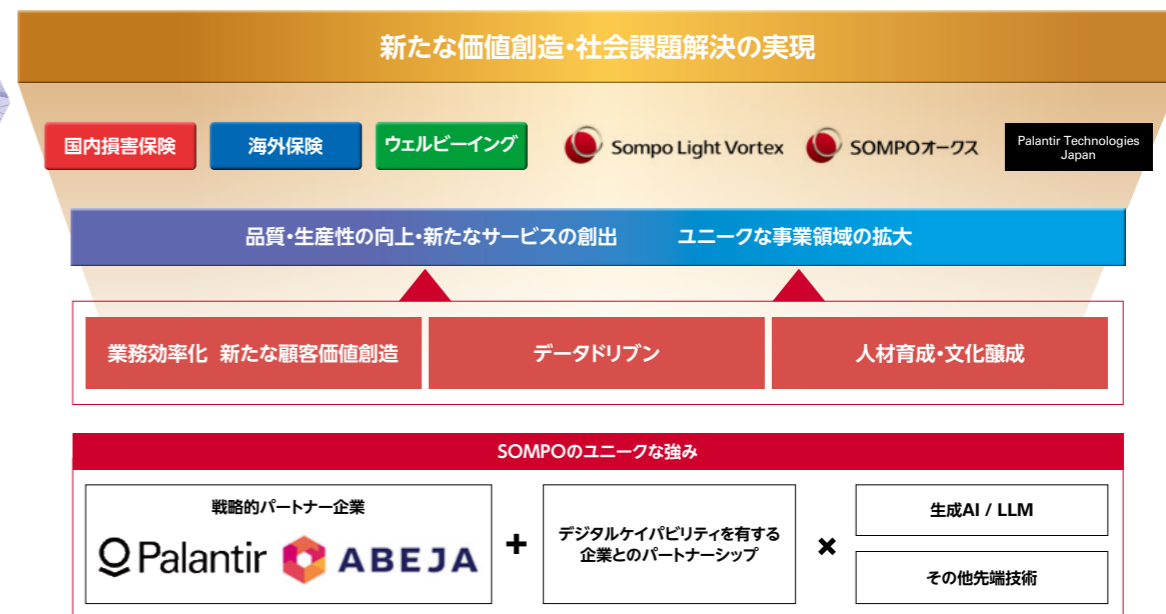 新たな価値創造・社会課題解決の実現
国内損害保険
海外保険
ウェルビーイング
Sompo Light Vortex
SOMPOオークス
Palantir Technologies
Japan
品質・生産性の向上・新たなサービスの創出 ユニークな事業領域の拡大
業務効率化 新たな顧客価値創造
データドリブン
人材育成・文化醸成
SOMPOのユニークな強み
戦略的パートナー企業
Palantir
ABEJA
+
デジタルケイパビリティを有する
企業とのパートナーシップ
×
生成AI / LLM
その他先端技術